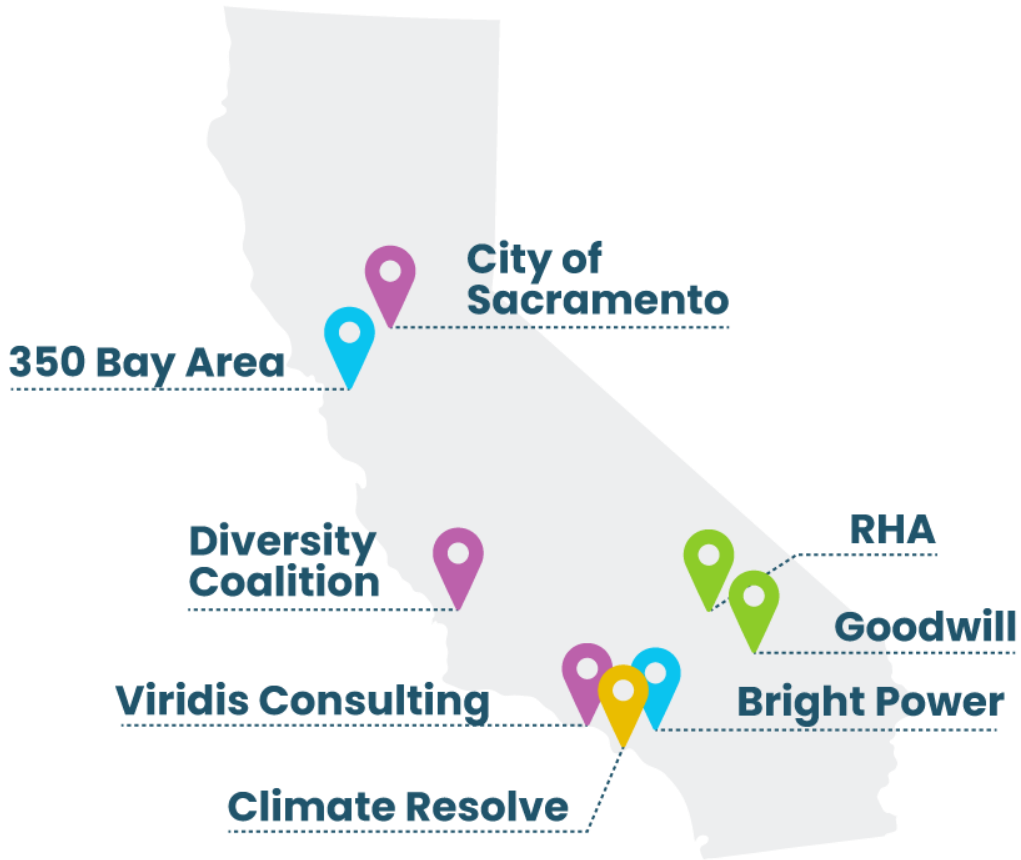 City of
Sacramento
350 Bay Area
Diversity
Coalition
RHA
Goodwill
Viridis Consulting
Bright Power
Climate Resolve